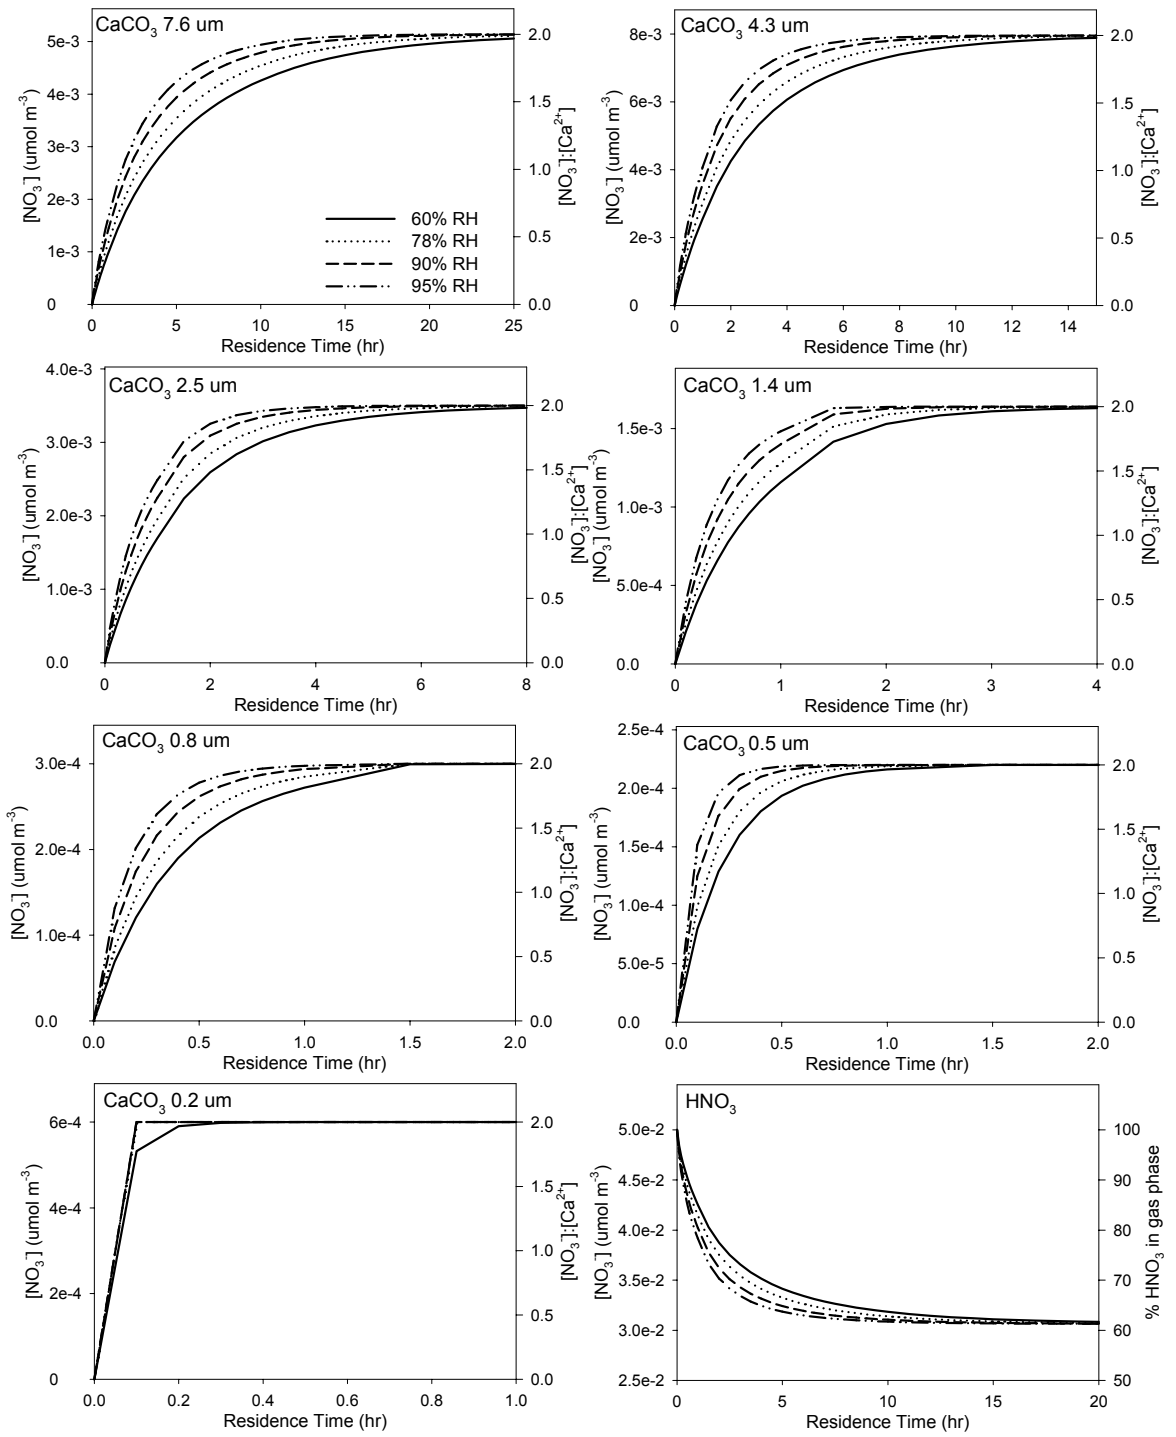 CaCO3 7.6 um
5e-3
4e-3
3e-3
2e-3
1e-3
0
[NO3-] (umol m-3)
2.0
1.5
1.0
0.5
0.0
[NO3-]:[Ca2+]
60% RH
78% RH
90% RH
95% RH
0 5 10 15 20 25
Residence Time (hr)
CaCO3 4.3 um
8e-3
6e-3
4e-3
2e-3
0
[NO3-] (umol m-3)
2.0
1.5
1.0
0.5
0.0
[NO3-]:[Ca2+]
0 2 4 6 8 10 12 14
Residence Time (hr)
CaCO3 2.5 um
4.0e-3
3.0e-3
2.0e-3
1.0e-3
0.0
[NO3-] (umol m-3)
2.0
1.5
1.0
0.5
0.0
[NO3-]:[Ca2+]
0 2 4 6 8
Residence Time (hr)
CaCO3 1.4 um
1.5e-3
1.0e-3
5.0e-4
0.0
[NO3-] (umol m-3)
2.0
1.5
1.0
0.5
0.0
[NO3-]:[Ca2+]
0 1 2 3 4
Residence Time (hr)
CaCO3 0.8 um
3.0e-4
2.0e-4
1.0e-4
0.0
[NO3-] (umol m-3)
2.0
1.5
1.0
0.5
0.0
[NO3-]:[Ca2+]
0.0 0.5 1.0 1.5 2.0
Residence Time (hr)
CaCO3 0.5 um
2.5e-4
2.0e-4
1.5e-4
1.0e-4
5.0e-5
0.0
[NO3-] (umol m-3)
2.0
1.5
1.0
0.5
0.0
[NO3-]:[Ca2+]
0.0 0.5 1.0 1.5 2.0
Residence Time (hr)
CaCO3 0.2 um
6e-4
4e-4
2e-4
0
[NO3-] (umol m-3)
2.0
1.5
1.0
0.5
0.0
[NO3-]:[Ca2+]
0.0 0.2 0.4 0.6 0.8 1.0
Residence Time (hr)
HNO3
5.0e-2
4.5e-2
4.0e-2
3.5e-2
3.0e-2
2.5e-2
[NO3-] (umol m-3)
100
90
80
70
60
50
% HNO3 in gas phase
0 5 10 15 20
Residence Time (hr)